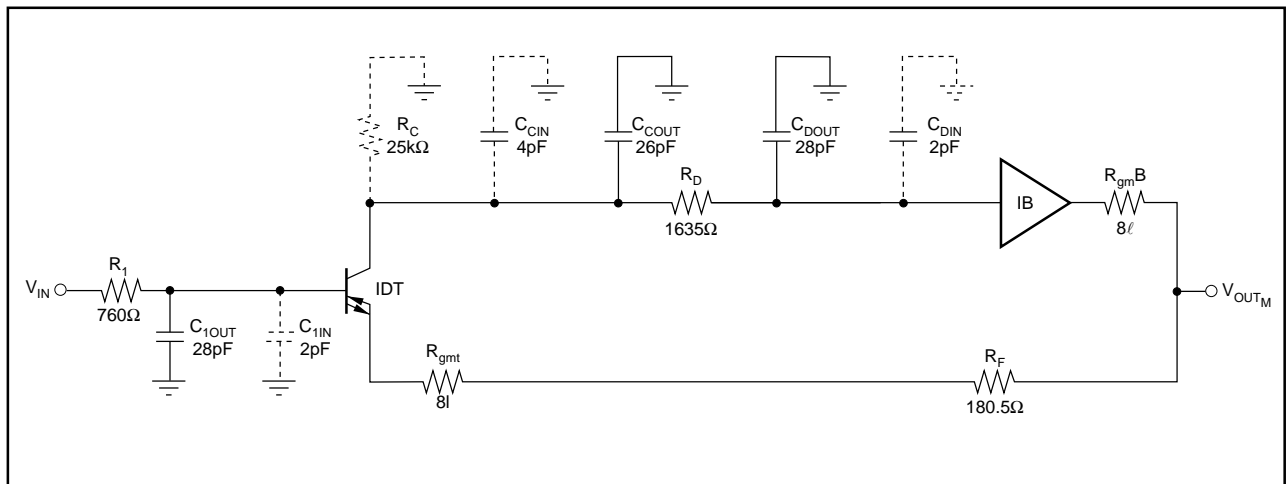 R_C
25kΩ
C_CIN
4pF
C_COUT
26pF
C_DOUT
28pF
C_DIN
2pF
R_D
1635Ω
IB
R_gmB
8ℓ
V_IN
R_1
760Ω
C_1OUT
28pF
C_1IN
2pF
IDT
R_gmt
8l
R_F
180.5Ω
V_OUT_M